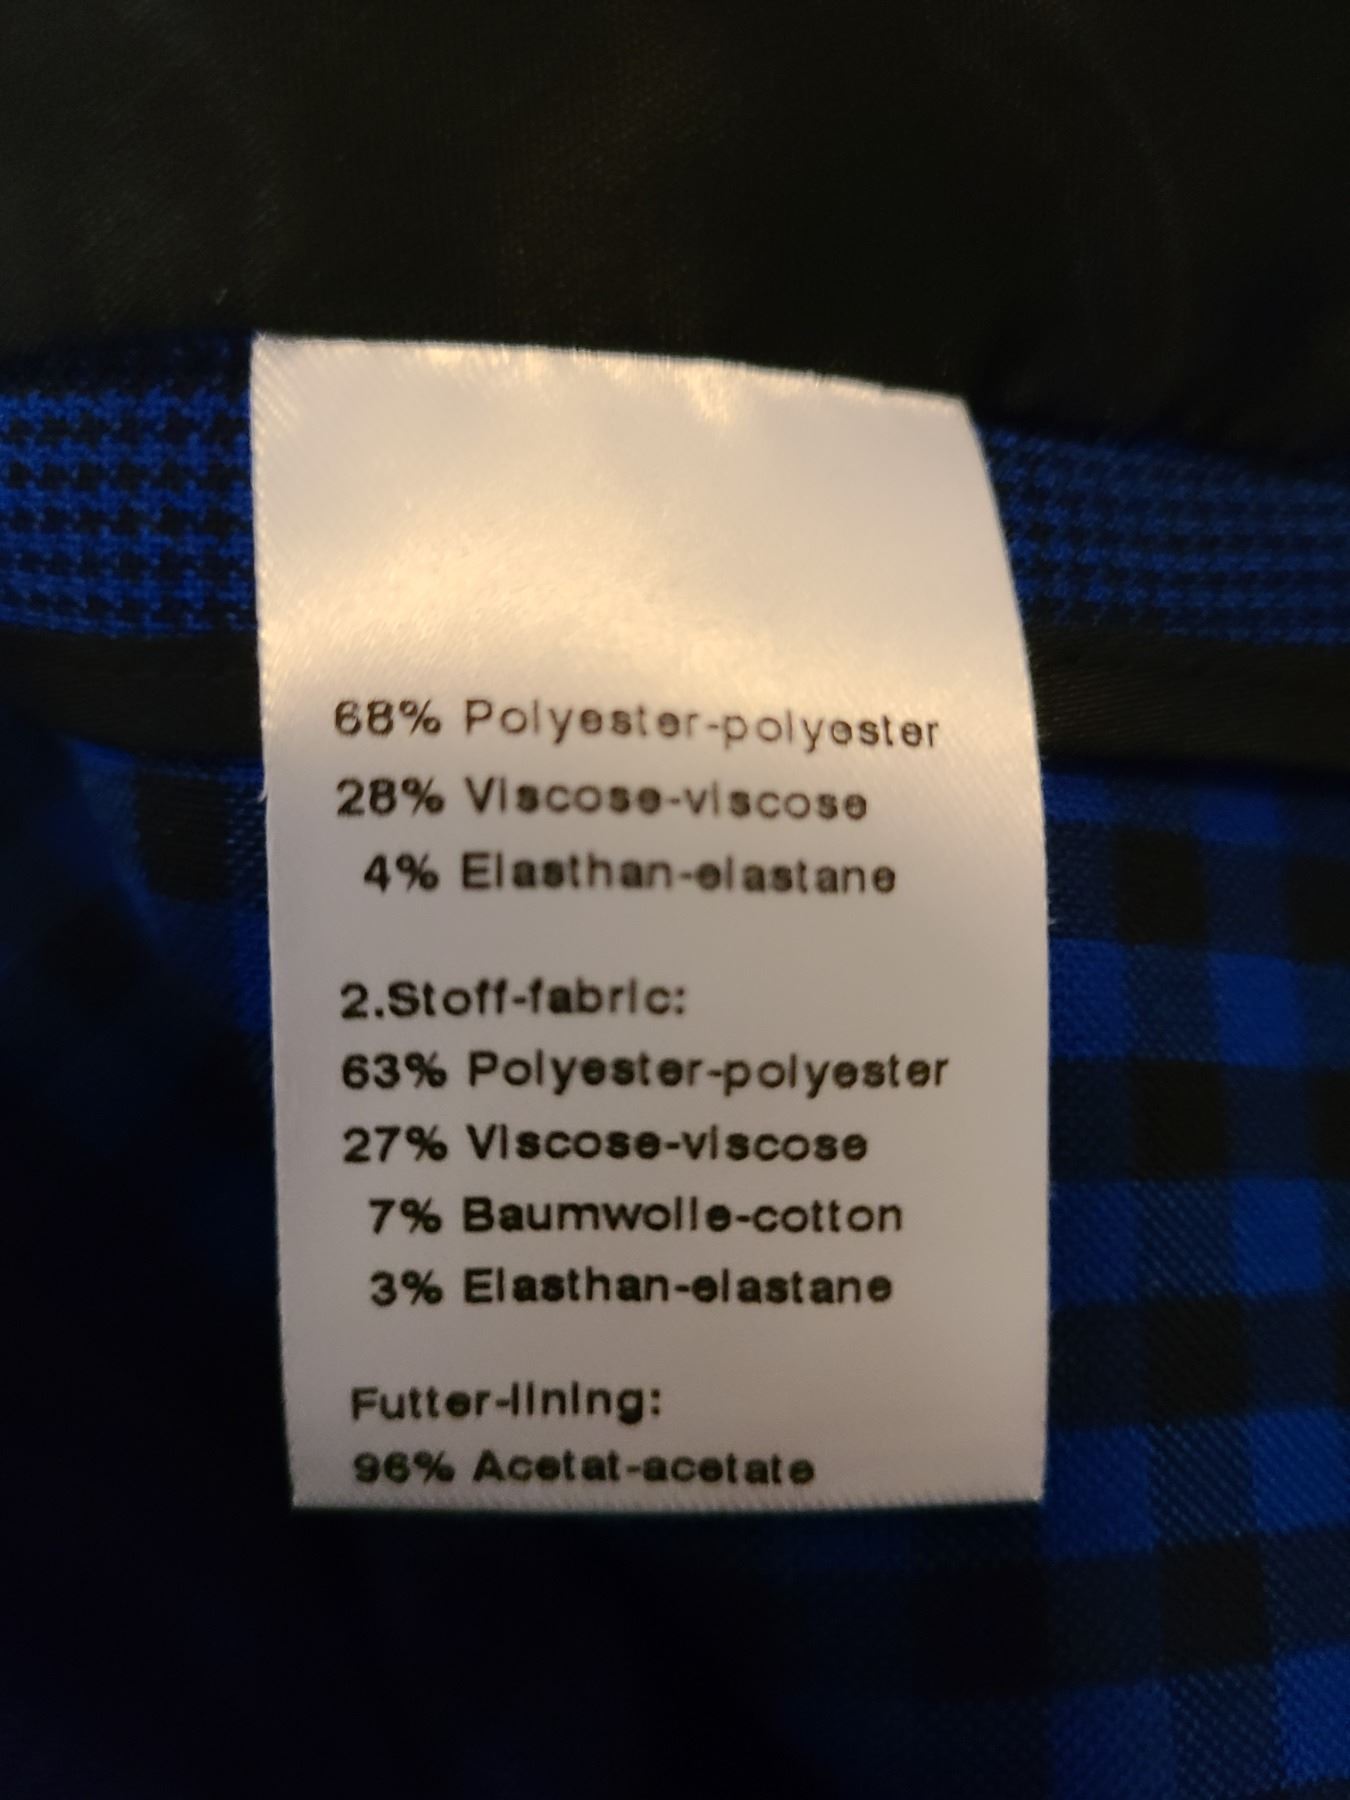 68% Polyester-polyester
28% Viscose-viscose
4% Elasthan-elastane
2.Stoff-fabric:
63% Polyester-polyester
27% Viscose-viscose
7% Baumwolle-cotton
3% Elasthan-elastane
Futter-lining:
96% Acetat-acetate